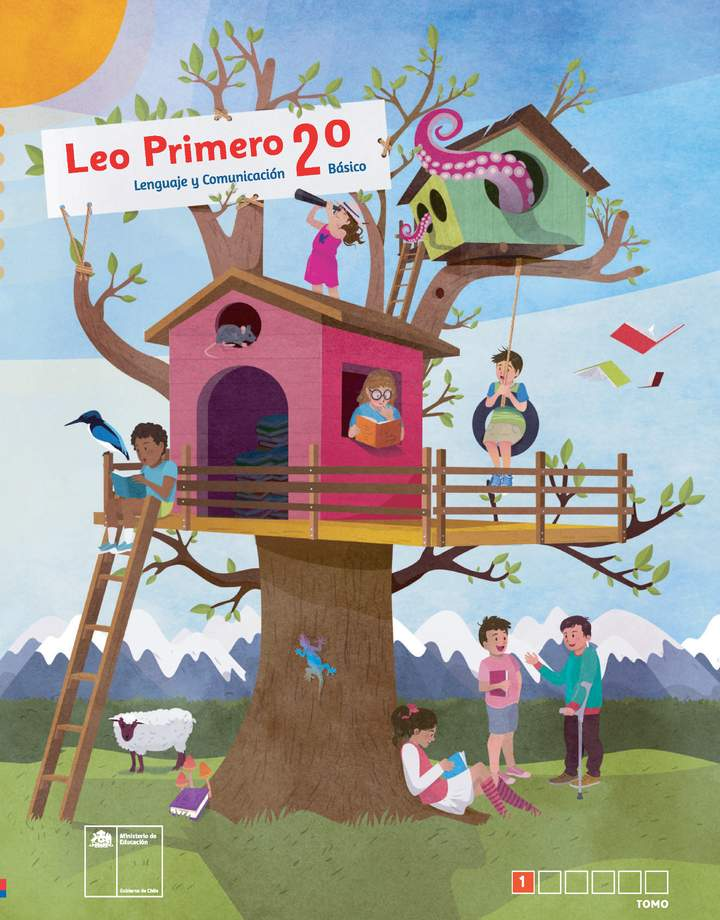 Leo Primero 2º
Lenguaje y Comunicación Básico
Ministerio de
Educación
Gobierno de Chile
1
TOMO